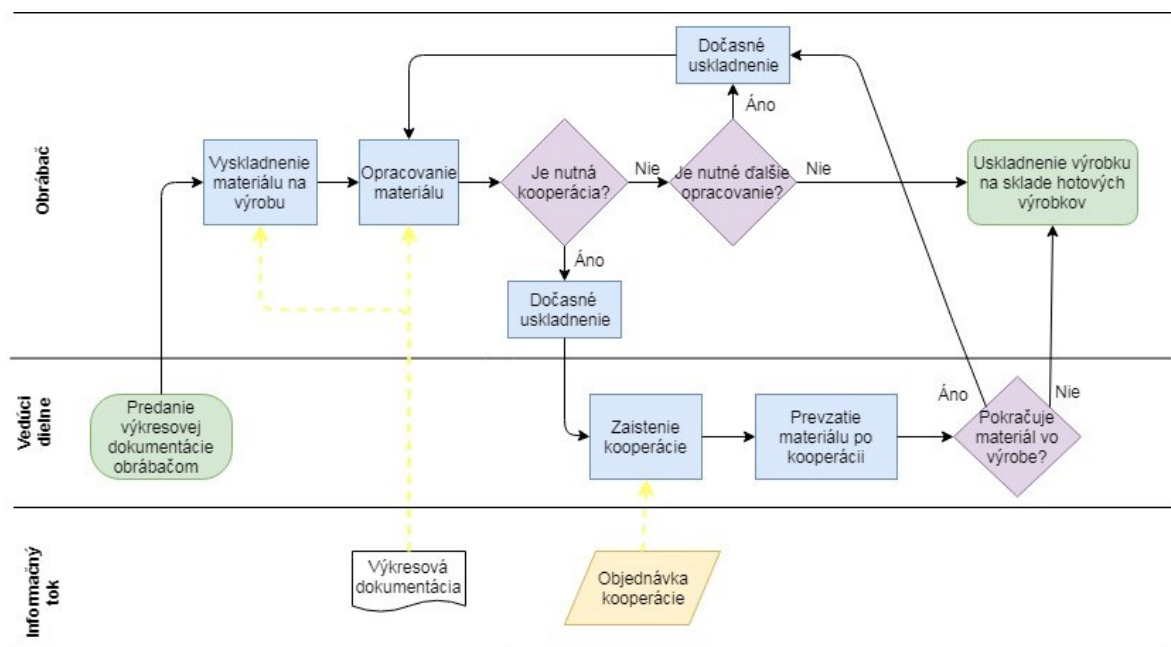 Obrábač
Dočasné
uskladnenie
Áno
Vyskladnenie
materiálu na
výrobu
Opracovanie
materiálu
Je nutná
kooperácia?
Nie
Je nutné ďalšie
opracovanie?
Nie
Uskladnenie výrobku
na sklade hotových
výrobkov
Áno
Dočasné
uskladnenie
Vedúci
dielne
Predanie
výkresovej
dokumentácie
obrábačom
Zaistenie
kooperácie
Prevzatie
materiálu po
kooperácii
Áno
Nie
Pokračuje
materiál vo
výrobe?
Informačný
tok
Výkresová
dokumentácia
Objednávka
kooperácie